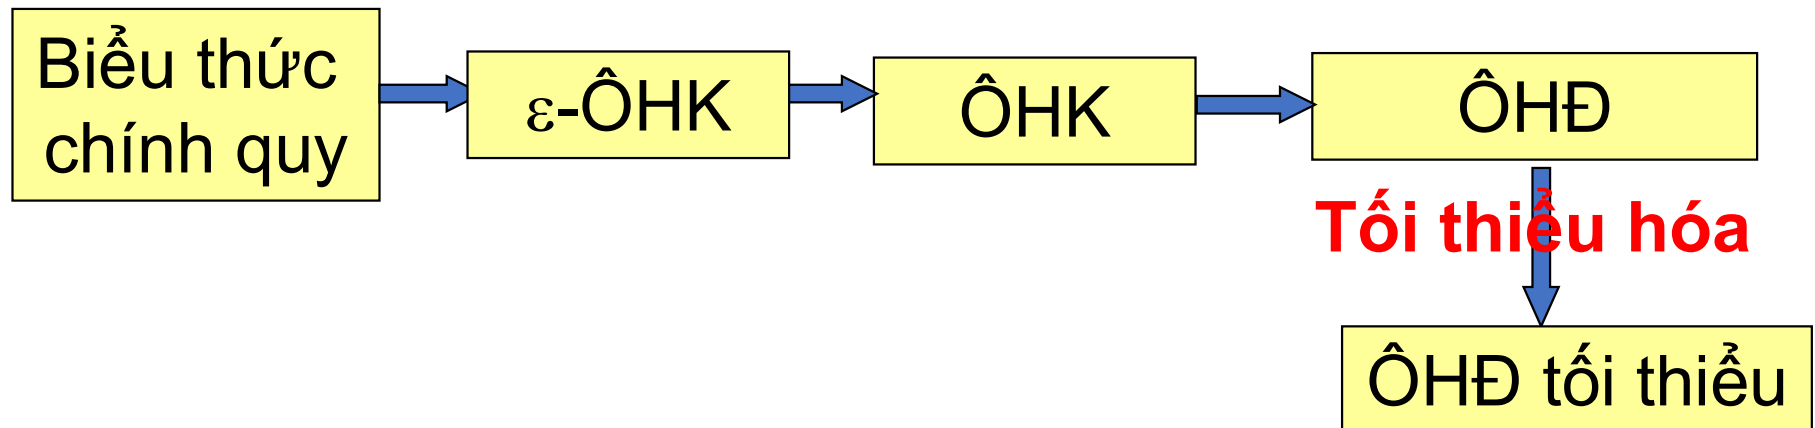 Biểu thức
chính quy
ε-ÔHK
ÔHK
ÔHĐ
Tối thiểu hóa
ÔHĐ tối thiểu